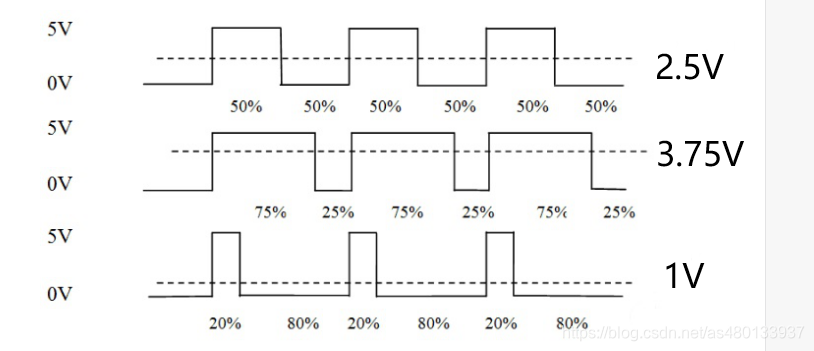 5V
2.5V
0V
50% 50% 50% 50% 50% 50%
5V
3.75V
0V
75% 25% 75% 25% 75% 25%
5V
1V
0V
20% 80% 20% 80% 20% 80%
https://blog.csdn.net/as480133937